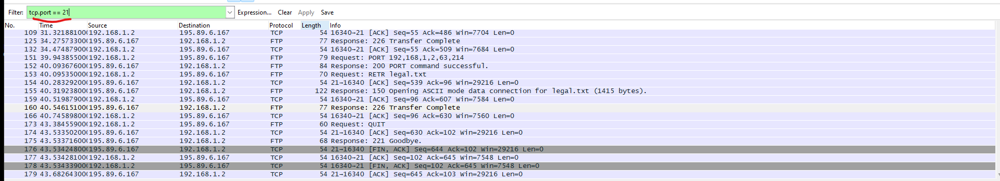 Filter: tcp.port == 21 Expression... Clear Apply Save
No. Time Source Destination Protocol Length Info
109 31.321881000 192.168.1.2 195.89.6.167 TCP 54 16340→21 [ACK] Seq=55 Ack=486 Win=7704 Len=0
125 34.275733000 195.89.6.167 192.168.1.2 FTP 77 Response: 226 Transfer Complete
132 34.474879000 192.168.1.2 195.89.6.167 TCP 54 16340→21 [ACK] Seq=55 Ack=509 Win=7684 Len=0
151 39.943855000 192.168.1.2 195.89.6.167 FTP 79 Request: PORT 192,168,1,2,63,214
152 40.093676000 195.89.6.167 192.168.1.2 FTP 84 Response: 200 PORT command successful.
153 40.095350000 192.168.1.2 195.89.6.167 FTP 70 Request: RETR legal.txt
154 40.283292000 195.89.6.167 192.168.1.2 TCP 54 21→16340 [ACK] Seq=539 Ack=96 Win=29216 Len=0
155 40.319238000 195.89.6.167 192.168.1.2 FTP 122 Response: 150 Opening ASCII mode data connection for legal.txt (1415 bytes).
159 40.519879000 192.168.1.2 195.89.6.167 TCP 54 16340→21 [ACK] Seq=96 Ack=607 Win=7584 Len=0
160 40.546151000 195.89.6.167 192.168.1.2 FTP 77 Response: 226 Transfer Complete
166 40.745898000 192.168.1.2 195.89.6.167 TCP 54 16340→21 [ACK] Seq=96 Ack=630 Win=7560 Len=0
173 43.384559000 192.168.1.2 195.89.6.167 FTP 60 Request: QUIT
174 43.533502000 195.89.6.167 192.168.1.2 TCP 54 21→16340 [ACK] Seq=630 Ack=102 Win=29216 Len=0
175 43.533716000 195.89.6.167 192.168.1.2 FTP 68 Response: 221 Goodbye.
176 43.534248000 195.89.6.167 192.168.1.2 TCP 54 21→16340 [FIN, ACK] Seq=644 Ack=102 Win=29216 Len=0
177 43.534281000 192.168.1.2 195.89.6.167 TCP 54 16340→21 [ACK] Seq=102 Ack=645 Win=7548 Len=0
178 43.534339000 192.168.1.2 195.89.6.167 TCP 54 16340→21 [FIN, ACK] Seq=102 Ack=645 Win=7548 Len=0
179 43.682643000 195.89.6.167 192.168.1.2 TCP 54 21→16340 [ACK] Seq=645 Ack=103 Win=29216 Len=0